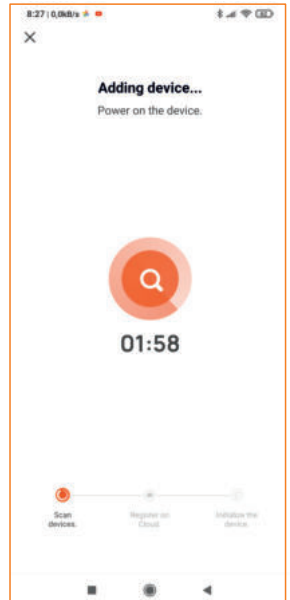 8:27 | 0,0kB/s
Adding device...
Power on the device.
01:58
Scan
devices.
Register on
Cloud.
Initialize the
device.